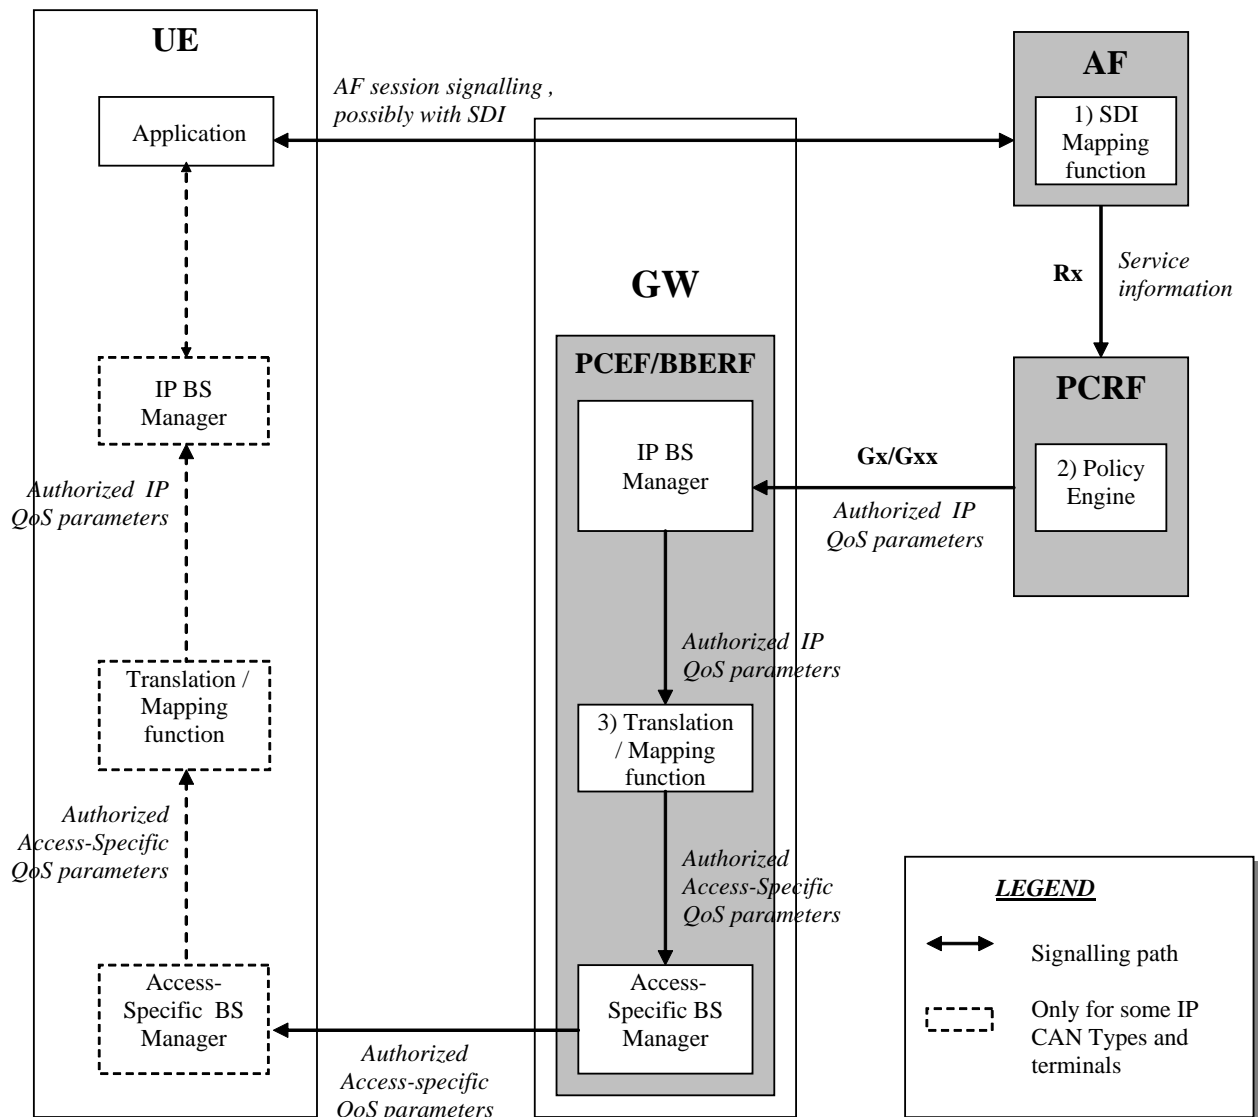 UE
Application
AF session signalling ,
possibly with SDI
AF
1) SDI
Mapping
function
Rx
Service
information
GW
PCEF/BBERF
IP BS
Manager
IP BS
Manager
Gx/Gxx
Authorized IP
QoS parameters
PCRF
2) Policy
Engine
Authorized IP
QoS parameters
Authorized IP
QoS parameters
Translation /
Mapping
function
3) Translation
/ Mapping
function
Authorized
Access-Specific
QoS parameters
Authorized
Access-Specific
QoS parameters
Access-
Specific BS
Manager
Access-
Specific BS
Manager
Authorized
Access-specific
QoS parameters
LEGEND
Signalling path
Only for some IP
CAN Types and
terminals